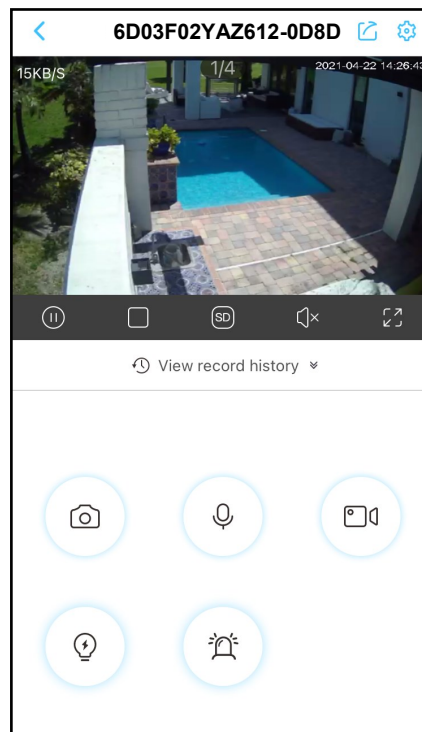 6D03F02YAZ612-0D8D
15KB/S
1/4
2021-04-22 14:26:43
SD
View record history